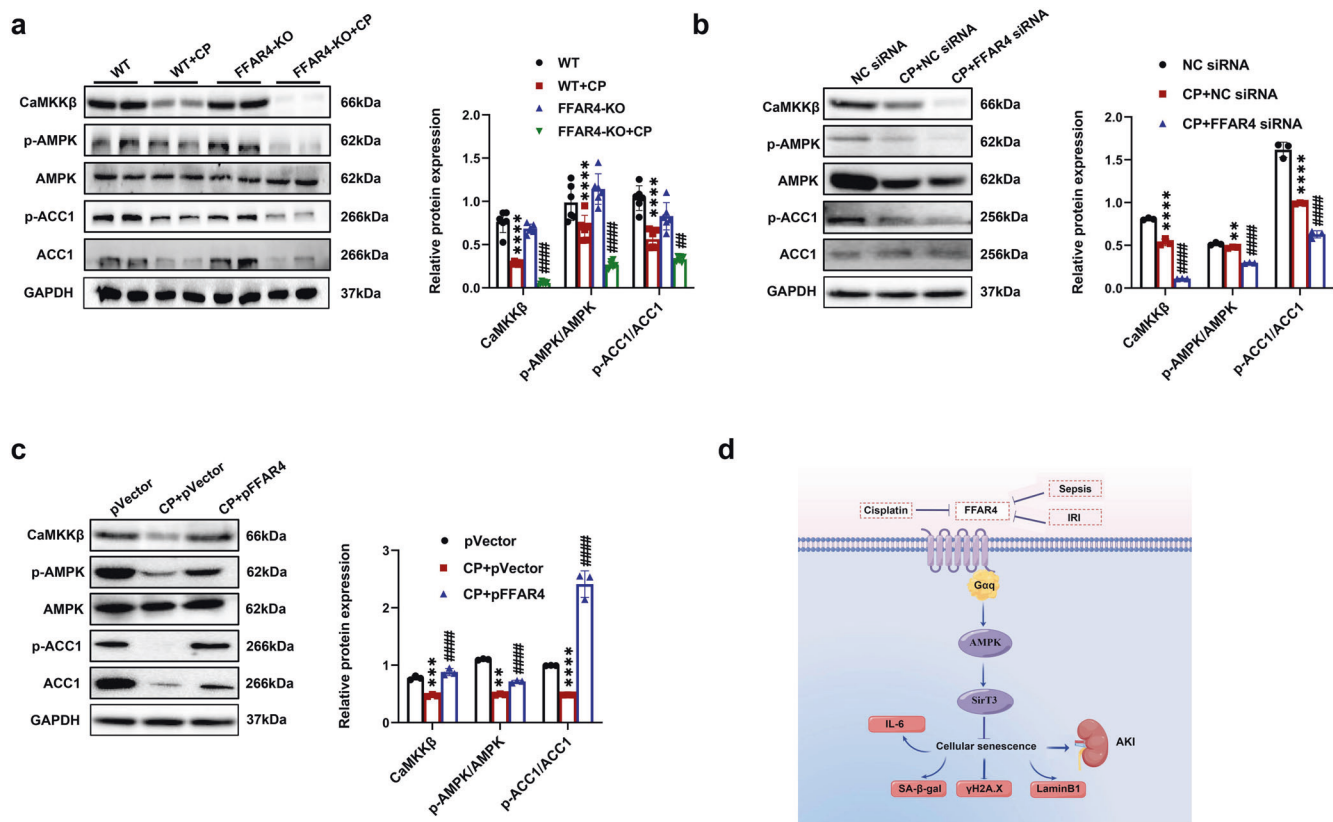 a
WT WT+CP FFAR4-KO FFAR4-KO+CP
CaMKKβ 66kDa
p-AMPK 62kDa
AMPK 62kDa
p-ACC1 266kDa
ACC1 266kDa
GAPDH 37kDa
WT
WT+CP
FFAR4-KO
FFAR4-KO+CP
Relative protein expression
2.0
1.5
1.0
0.5
0.0
**** #### **** #### **** ##
CaMKKβ p-AMPK/AMPK p-ACC1/ACC1
b
NC siRNA CP+NC siRNA CP+FFAR4 siRNA
CaMKKβ 66kDa
p-AMPK 62kDa
AMPK 62kDa
p-ACC1 256kDa
ACC1 256kDa
GAPDH 37kDa
NC siRNA
CP+NC siRNA
CP+FFAR4 siRNA
Relative protein expression
2.0
1.5
1.0
0.5
0.0
**** #### ** #### **** ####
CaMKKβ p-AMPK/AMPK p-ACC1/ACC1
c
pVector CP+pVector CP+pFFAR4
CaMKKβ 66kDa
p-AMPK 62kDa
AMPK 62kDa
p-ACC1 266kDa
ACC1 266kDa
GAPDH 37kDa
pVector
CP+pVector
CP+pFFAR4
Relative protein expression
3
2
1
0
*** #### ** #### **** ####
CaMKKβ p-AMPK/AMPK p-ACC1/ACC1
d
Sepsis
Cisplatin FFAR4
IRI
Gαq
AMPK
SirT3
IL-6
Cellular senescence AKI
SA-β-gal γH2A.X LaminB1